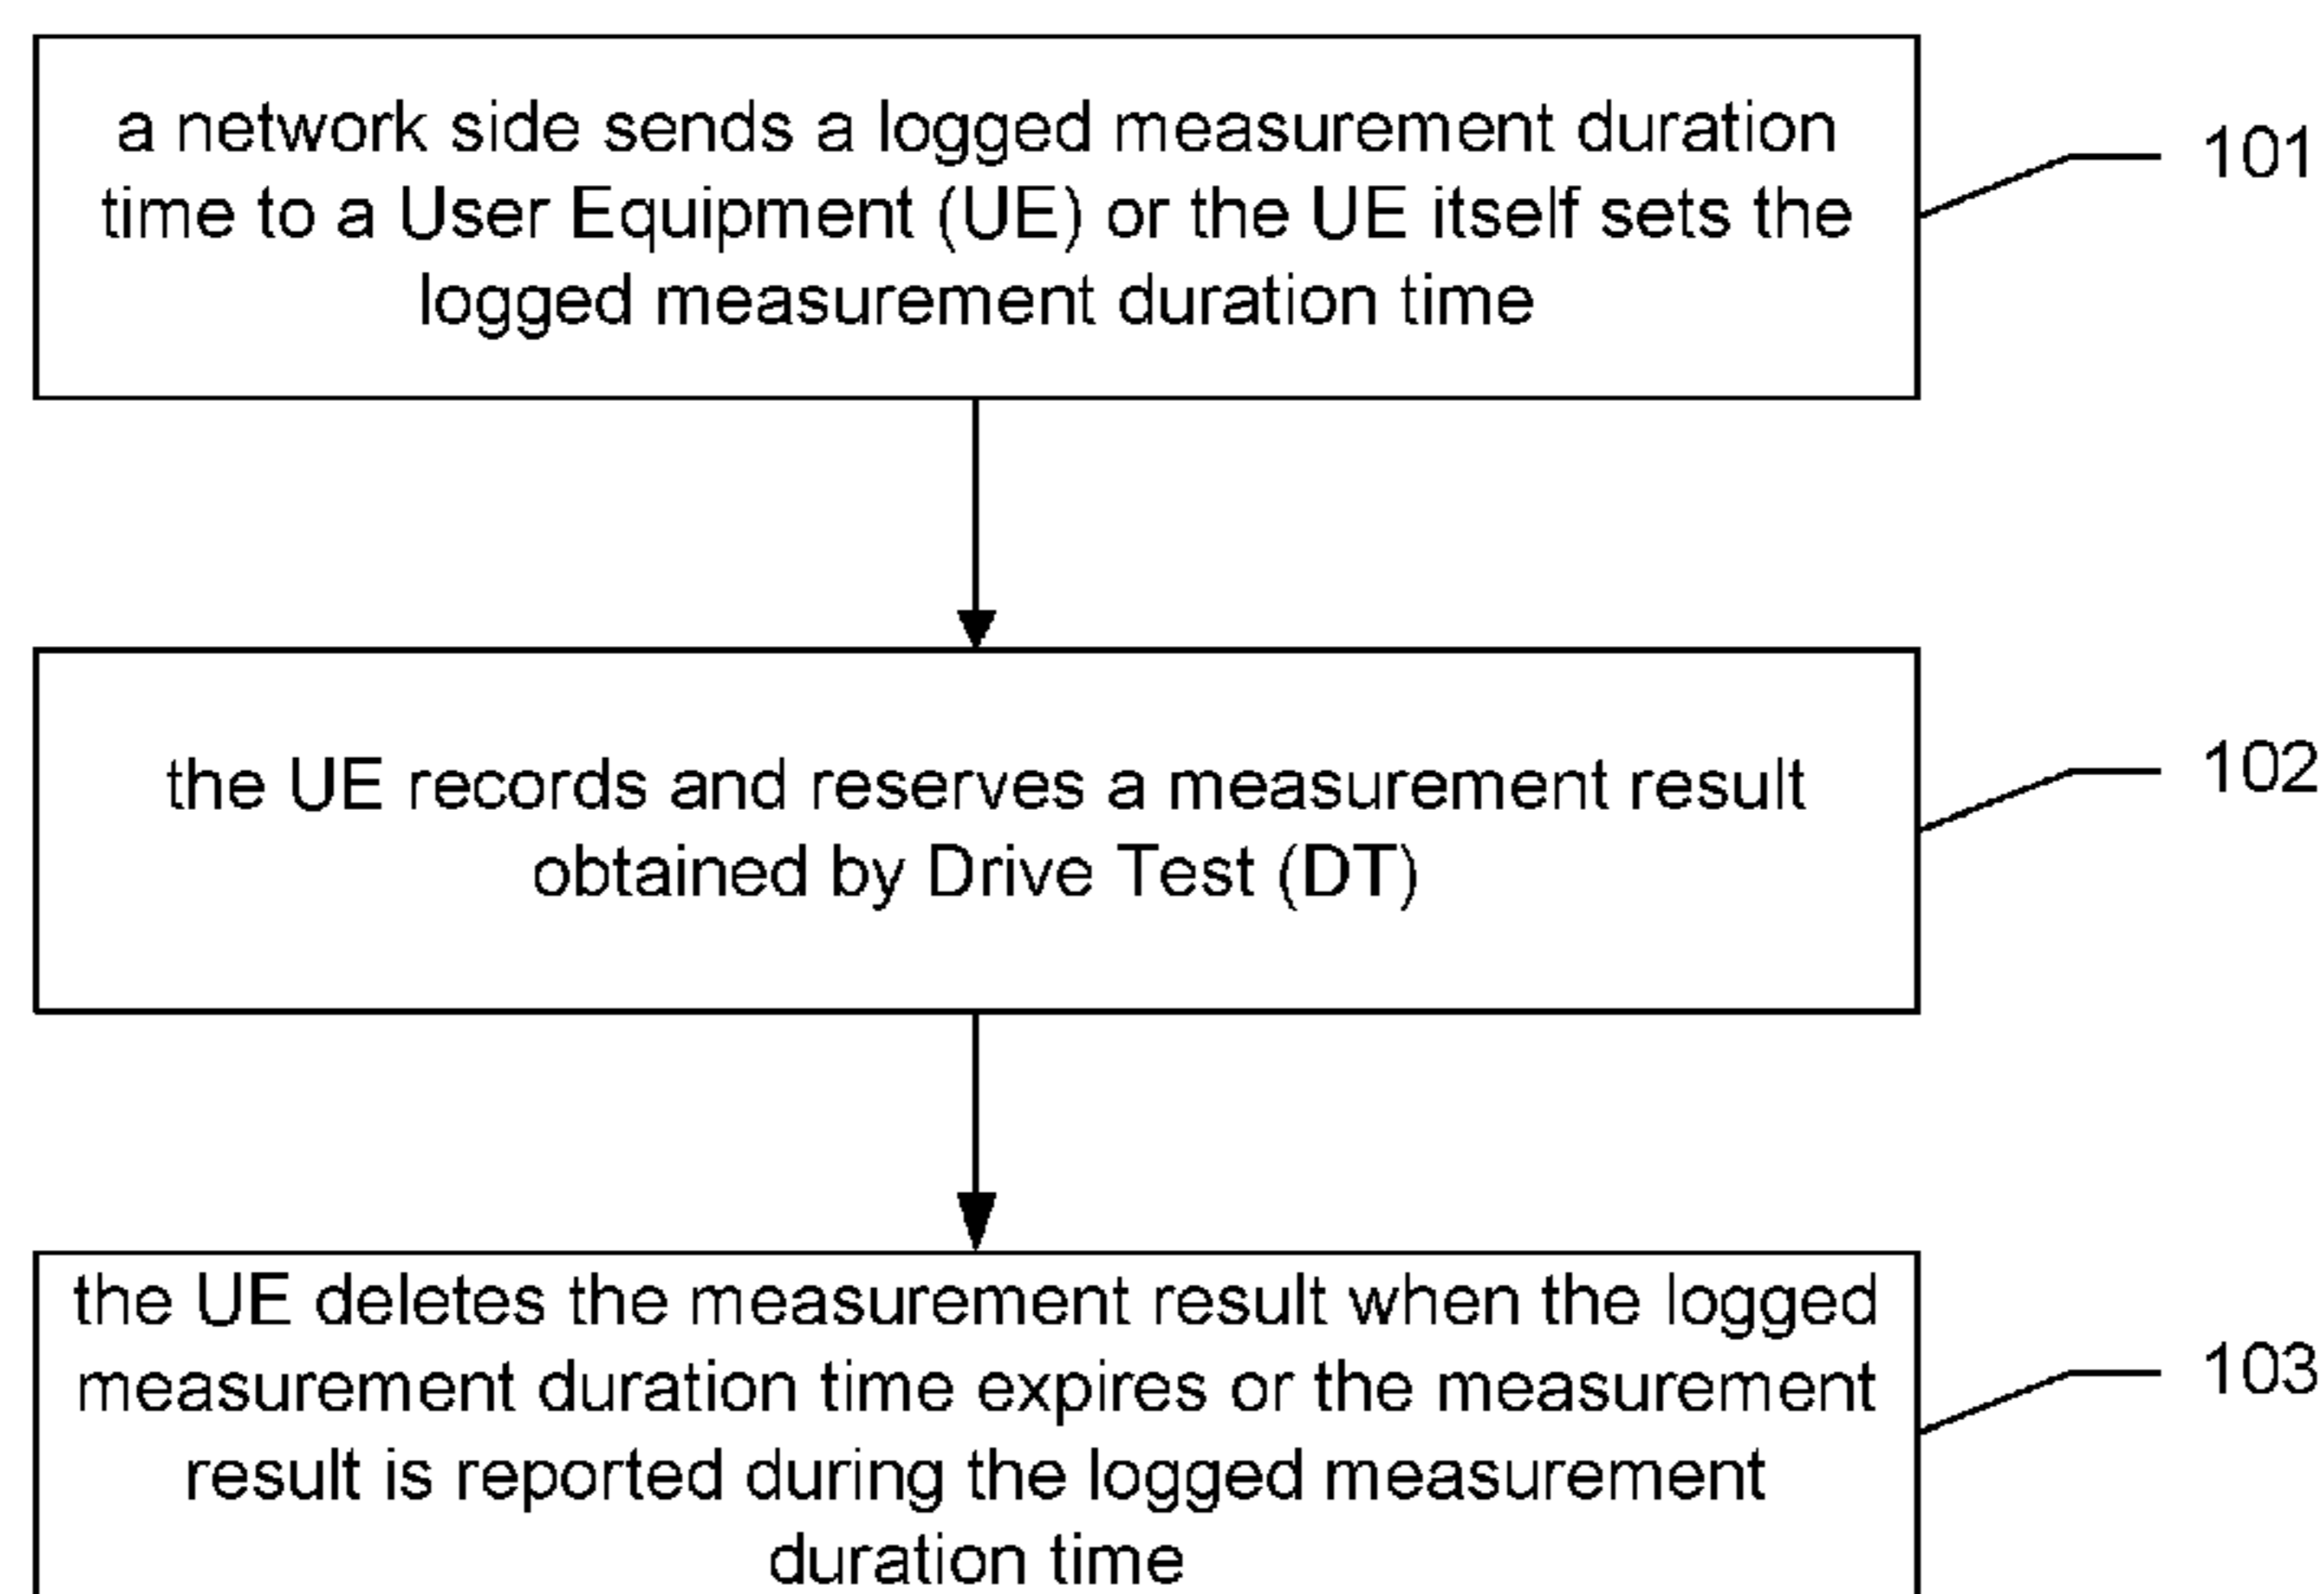 a network side sends a logged measurement duration
time to a User Equipment (UE) or the UE itself sets the
logged measurement duration time
101
the UE records and reserves a measurement result
obtained by Drive Test (DT)
102
the UE deletes the measurement result when the logged
measurement duration time expires or the measurement
result is reported during the logged measurement
duration time
103